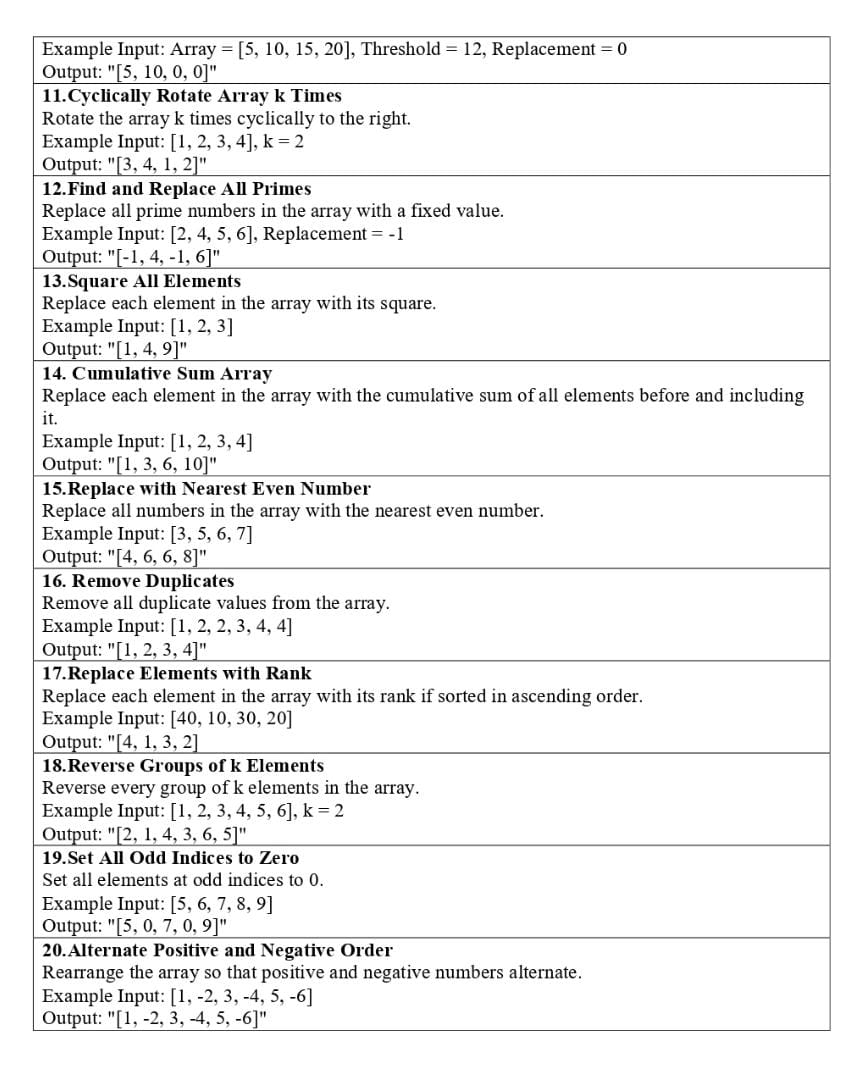 Example Input: Array = [5, 10, 15, 20], Threshold = 12, Replacement = 0
Output: "[5, 10, 0, 0]"
11.Cyclically Rotate Array k Times
Rotate the array k times cyclically to the right.
Example Input: [1, 2, 3, 4], k = 2
Output: "[3, 4, 1, 2]"
12.Find and Replace All Primes
Replace all prime numbers in the array with a fixed value.
Example Input: [2, 4, 5, 6], Replacement = -1
Output: "[-1, 4, -1, 6]"
13.Square All Elements
Replace each element in the array with its square.
Example Input: [1, 2, 3]
Output: "[1, 4, 9]"
14. Cumulative Sum Array
Replace each element in the array with the cumulative sum of all elements before and including
it.
Example Input: [1, 2, 3, 4]
Output: "[1, 3, 6, 10]"
15.Replace with Nearest Even Number
Replace all numbers in the array with the nearest even number.
Example Input: [3, 5, 6, 7]
Output: "[4, 6, 6, 8]"
16. Remove Duplicates
Remove all duplicate values from the array.
Example Input: [1, 2, 2, 3, 4, 4]
Output: "[1, 2, 3, 4]"
17.Replace Elements with Rank
Replace each element in the array with its rank if sorted in ascending order.
Example Input: [40, 10, 30, 20]
Output: "[4, 1, 3, 2]
18.Reverse Groups of k Elements
Reverse every group of k elements in the array.
Example Input: [1, 2, 3, 4, 5, 6], k = 2
Output: "[2, 1, 4, 3, 6, 5]"
19.Set All Odd Indices to Zero
Set all elements at odd indices to 0.
Example Input: [5, 6, 7, 8, 9]
Output: "[5, 0, 7, 0, 9]"
20.Alternate Positive and Negative Order
Rearrange the array so that positive and negative numbers alternate.
Example Input: [1, -2, 3, -4, 5, -6]
Output: "[1, -2, 3, -4, 5, -6]"